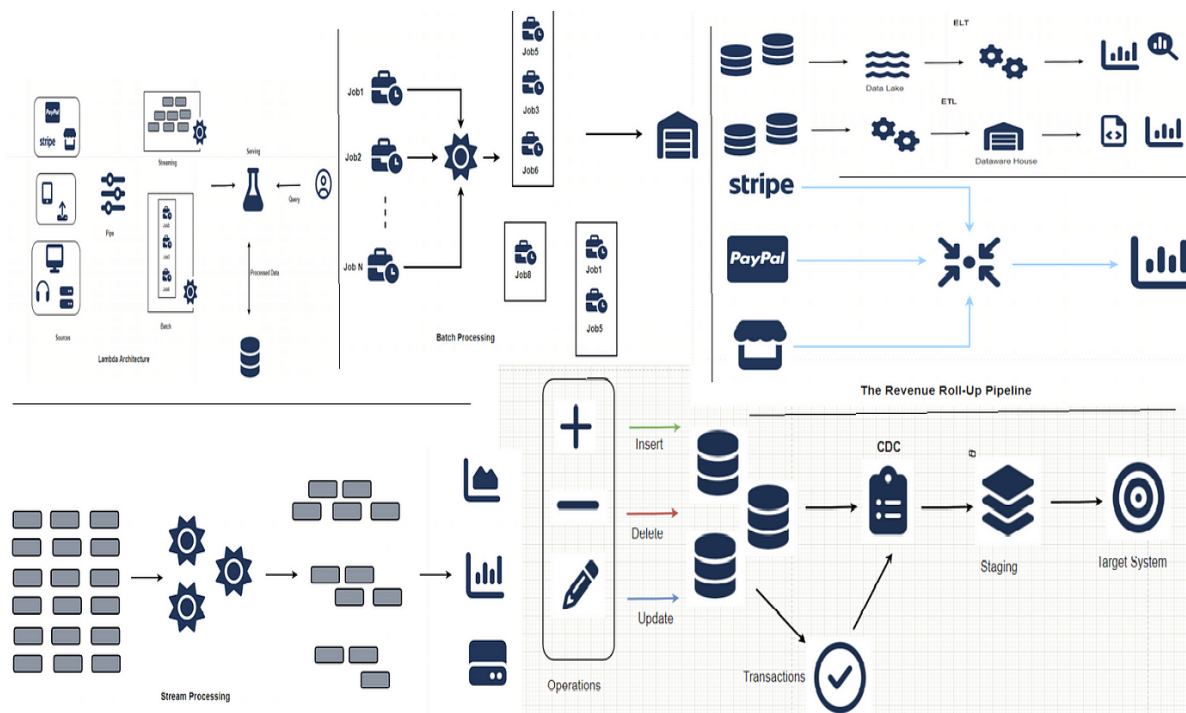 PayPal
stripe
Streaming
Serving
Query
Pipe
Processed Data
Batch
Sources
Lambda Architecture
Job1
Job2
Job N
Job5
Job3
Job6
Job8
Job1
Job5
Batch Processing
ELT
Data Lake
ETL
Dataware House
stripe
PayPal
The Revenue Roll-Up Pipeline
Stream Processing
Insert
Delete
Update
Operations
CDC
Staging
Target System
Transactions